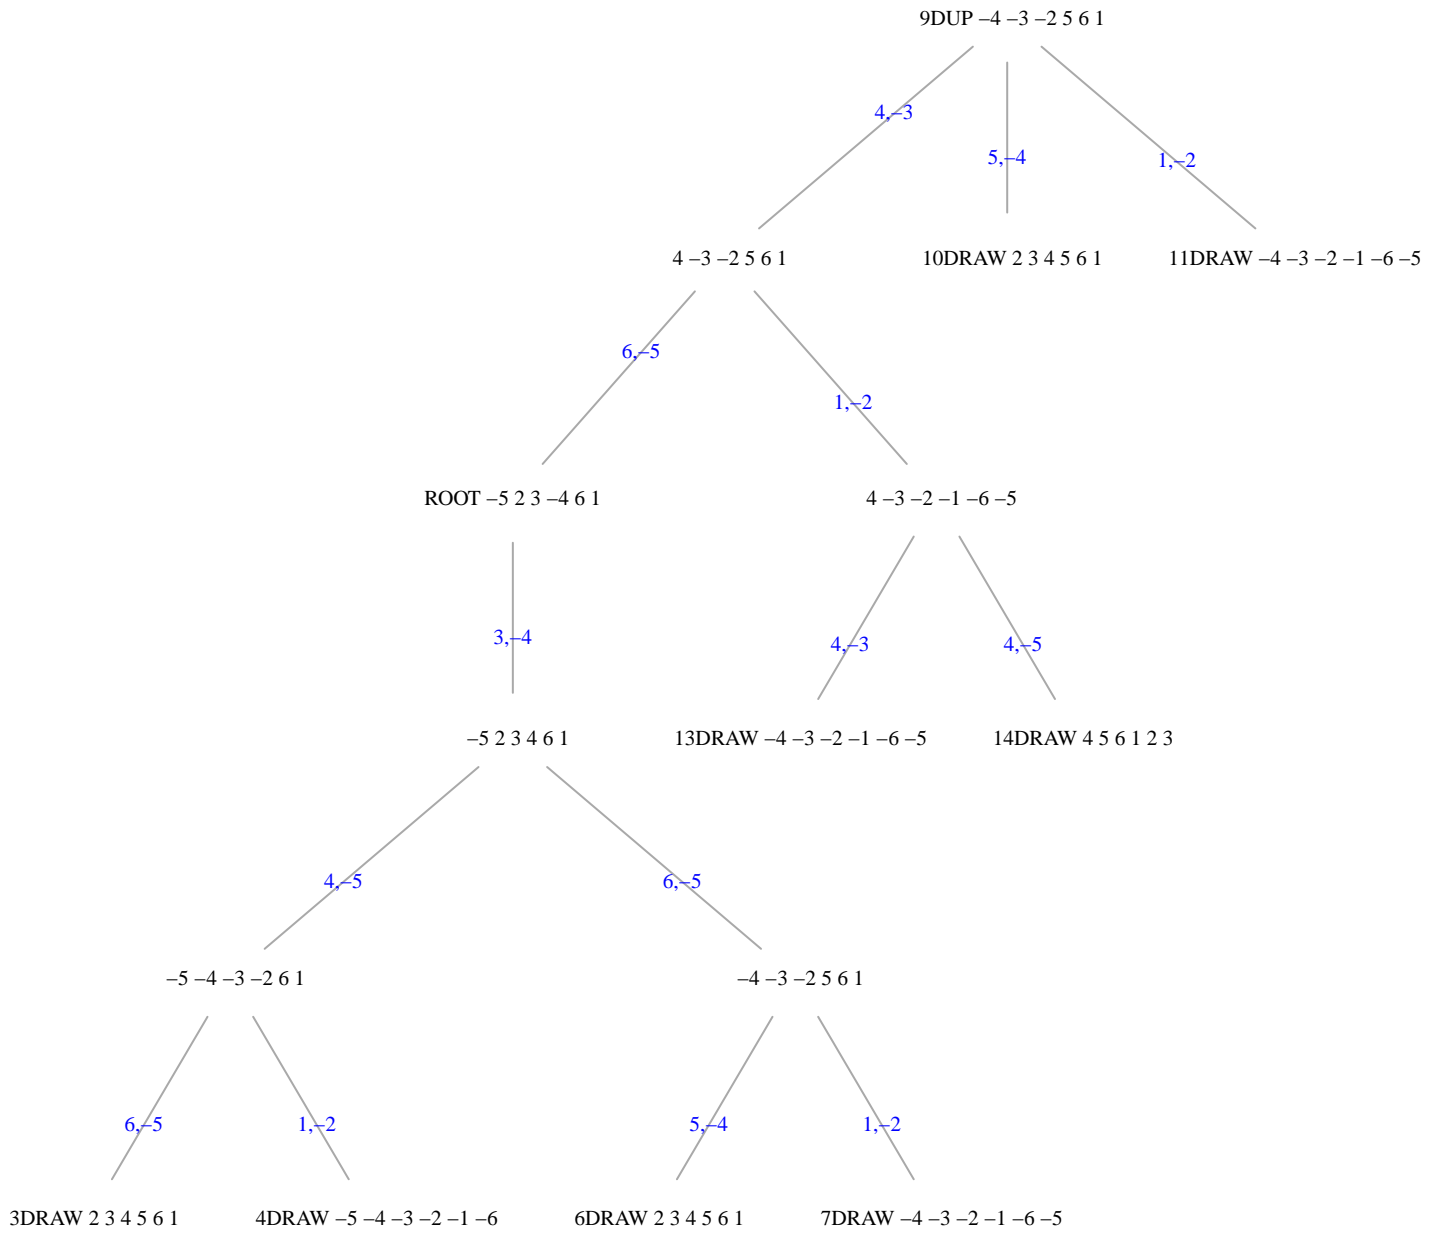 9DUP –4 –3 –2 5 6 1
4,–3
5,–4
1,–2
4 –3 –2 5 6 1
10DRAW 2 3 4 5 6 1
11DRAW –4 –3 –2 –1 –6 –5
6,–5
1,–2
ROOT –5 2 3 –4 6 1
4 –3 –2 –1 –6 –5
3,–4
4,–3
4,–5
–5 2 3 4 6 1
13DRAW –4 –3 –2 –1 –6 –5
14DRAW 4 5 6 1 2 3
4,–5
6,–5
–5 –4 –3 –2 6 1
–4 –3 –2 5 6 1
6,–5
1,–2
5,–4
1,–2
3DRAW 2 3 4 5 6 1
4DRAW –5 –4 –3 –2 –1 –6
6DRAW 2 3 4 5 6 1
7DRAW –4 –3 –2 –1 –6 –5